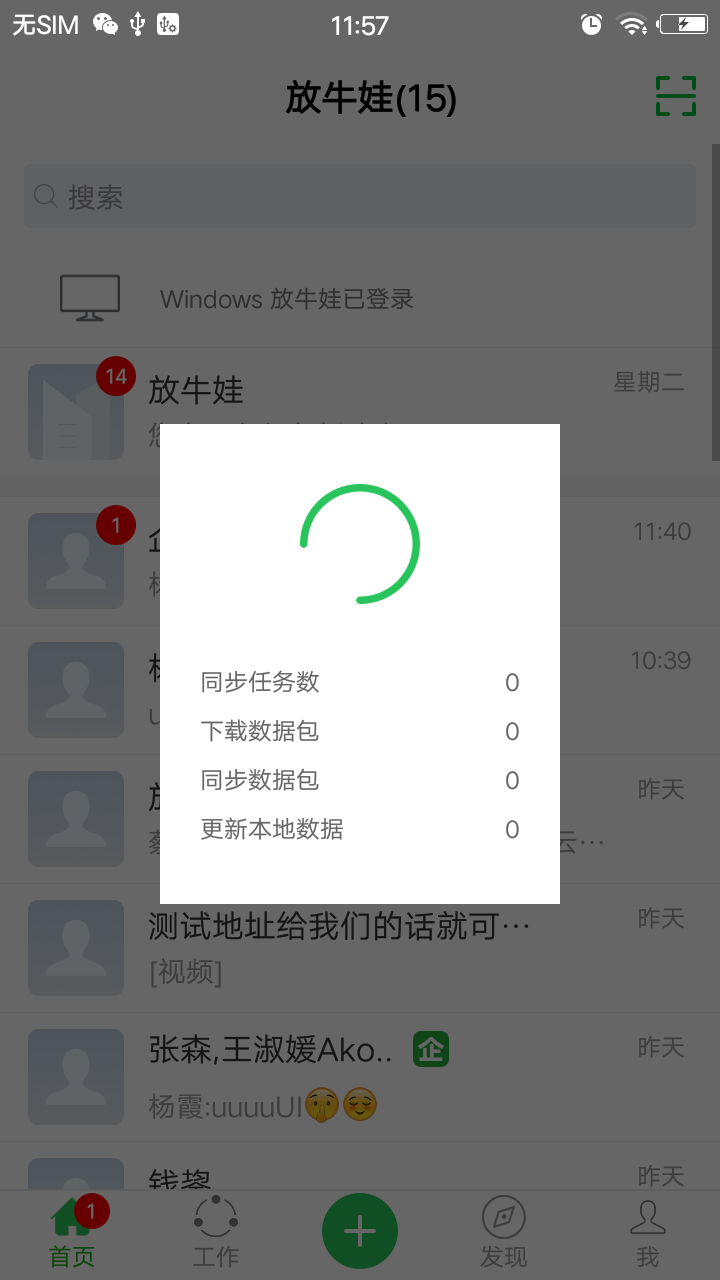 无SIM 11:57
放牛娃(15)
搜索
Windows 放牛娃已登录
14
放牛娃
星期二
1
11:40
10:39
同步任务数 0
下载数据包 0
同步数据包 0
更新本地数据 0
昨天
云…
测试地址给我们的话就可…
昨天
[视频]
张森,王淑媛Ako.. 企
昨天
杨霞:uuuuUI🤫😌
昨天
1
首页 工作 发现 我